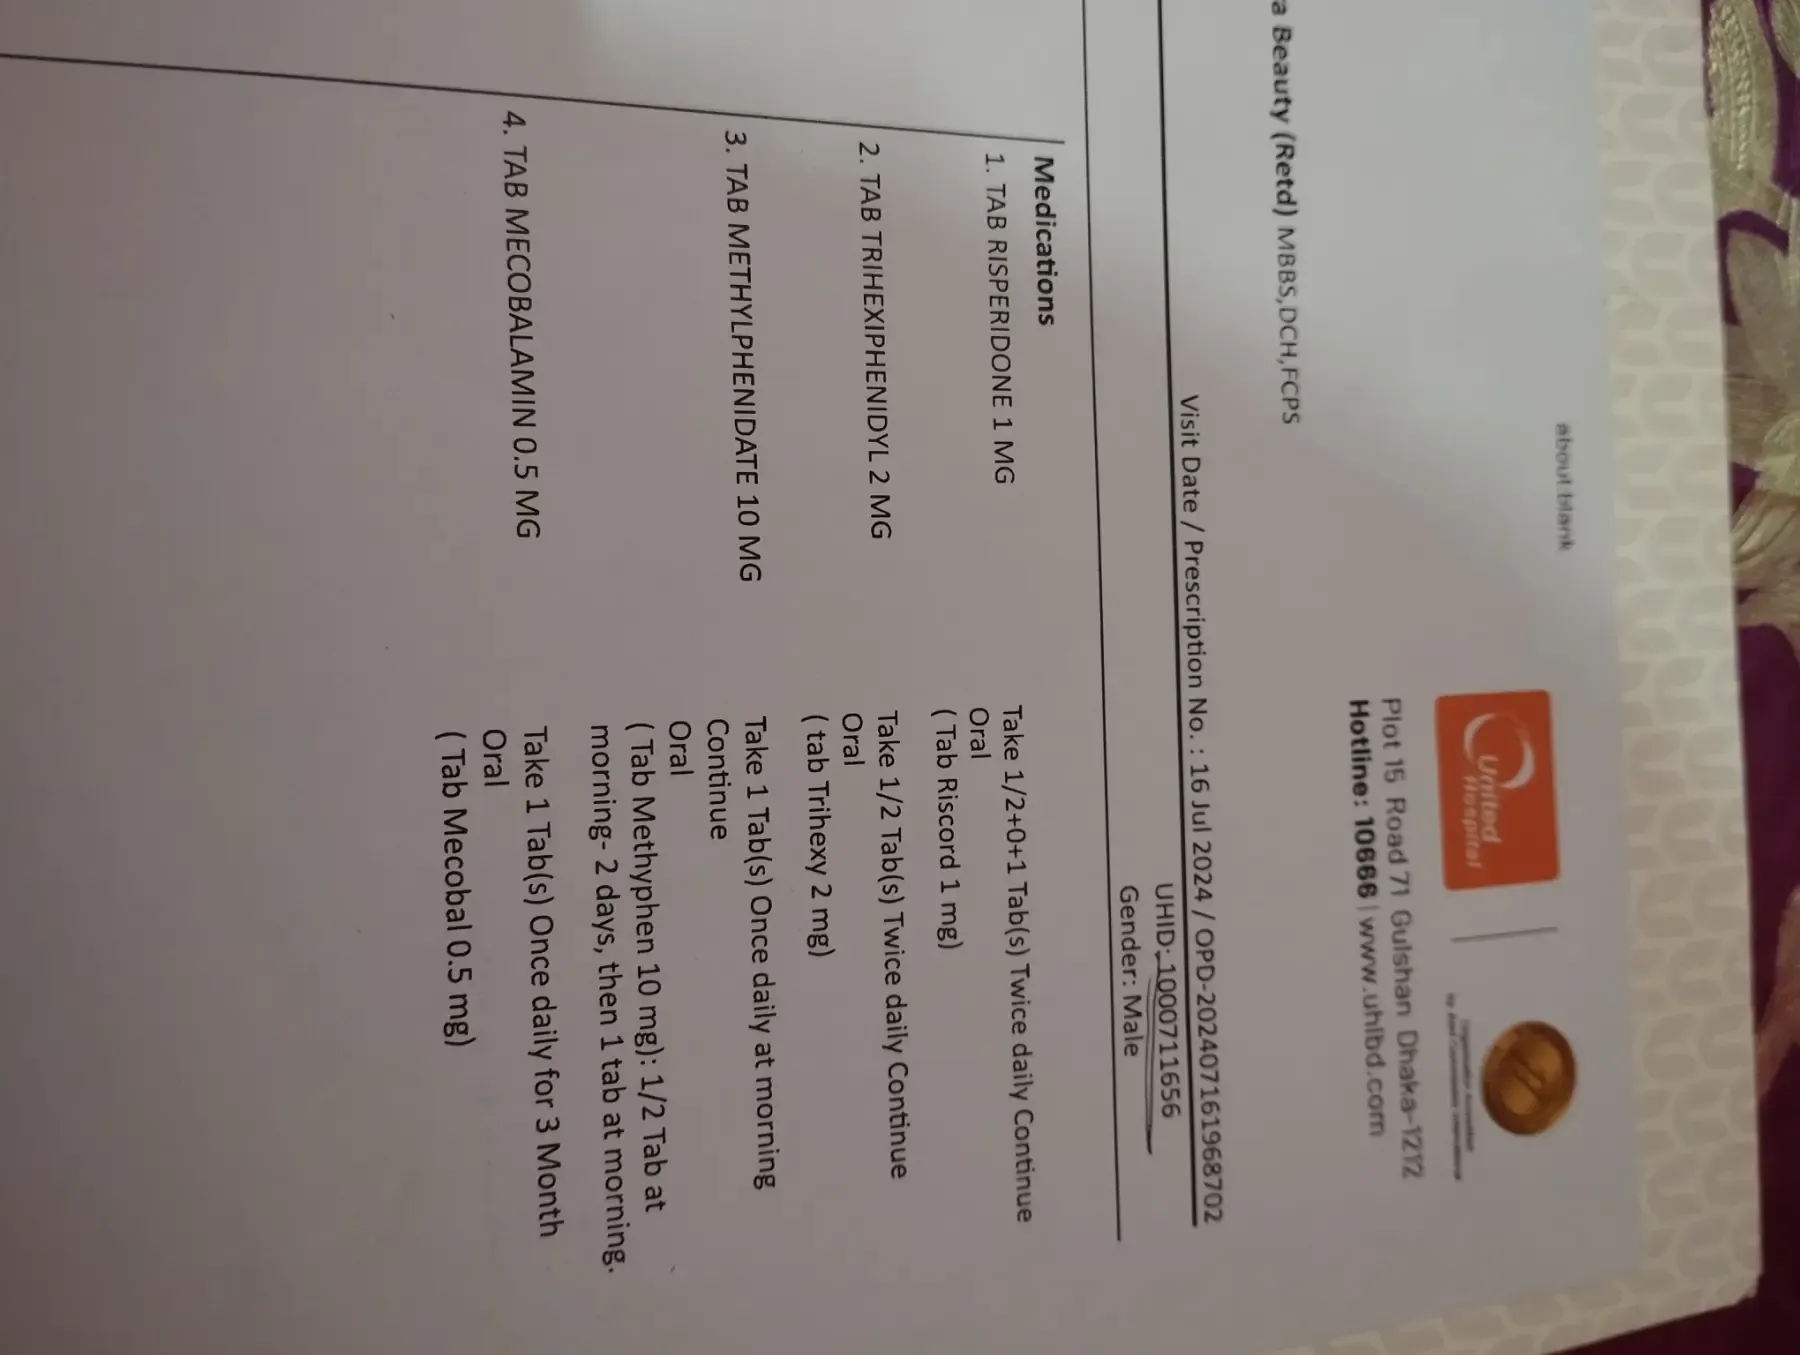 about:blank
United
Hospital
Plot 15 Road 71 Gulshan Dhaka-1212
Hotline: 10666 | www.uhlbd.com
a Beauty (Retd) MBBS,DCH,FCPS
Visit Date / Prescription No. : 16 Jul 2024 / OPD-202407161968702
UHID: 1000711656
Gender: Male
Medications
1. TAB RISPERIDONE 1 MG
Take 1/2+0+1 Tab(s) Twice daily Continue
Oral
( Tab Riscord 1 mg)
2. TAB TRIHEXIPHENIDYL 2 MG
Take 1/2 Tab(s) Twice daily Continue
Oral
( tab Trihexy 2 mg)
3. TAB METHYLPHENIDATE 10 MG
Take 1 Tab(s) Once daily at morning
Continue
Oral
( Tab Methyphen 10 mg): 1/2 Tab at
morning- 2 days, then 1 tab at morning.
4. TAB MECOBALAMIN 0.5 MG
Take 1 Tab(s) Once daily for 3 Month
Oral
( Tab Mecobal 0.5 mg)